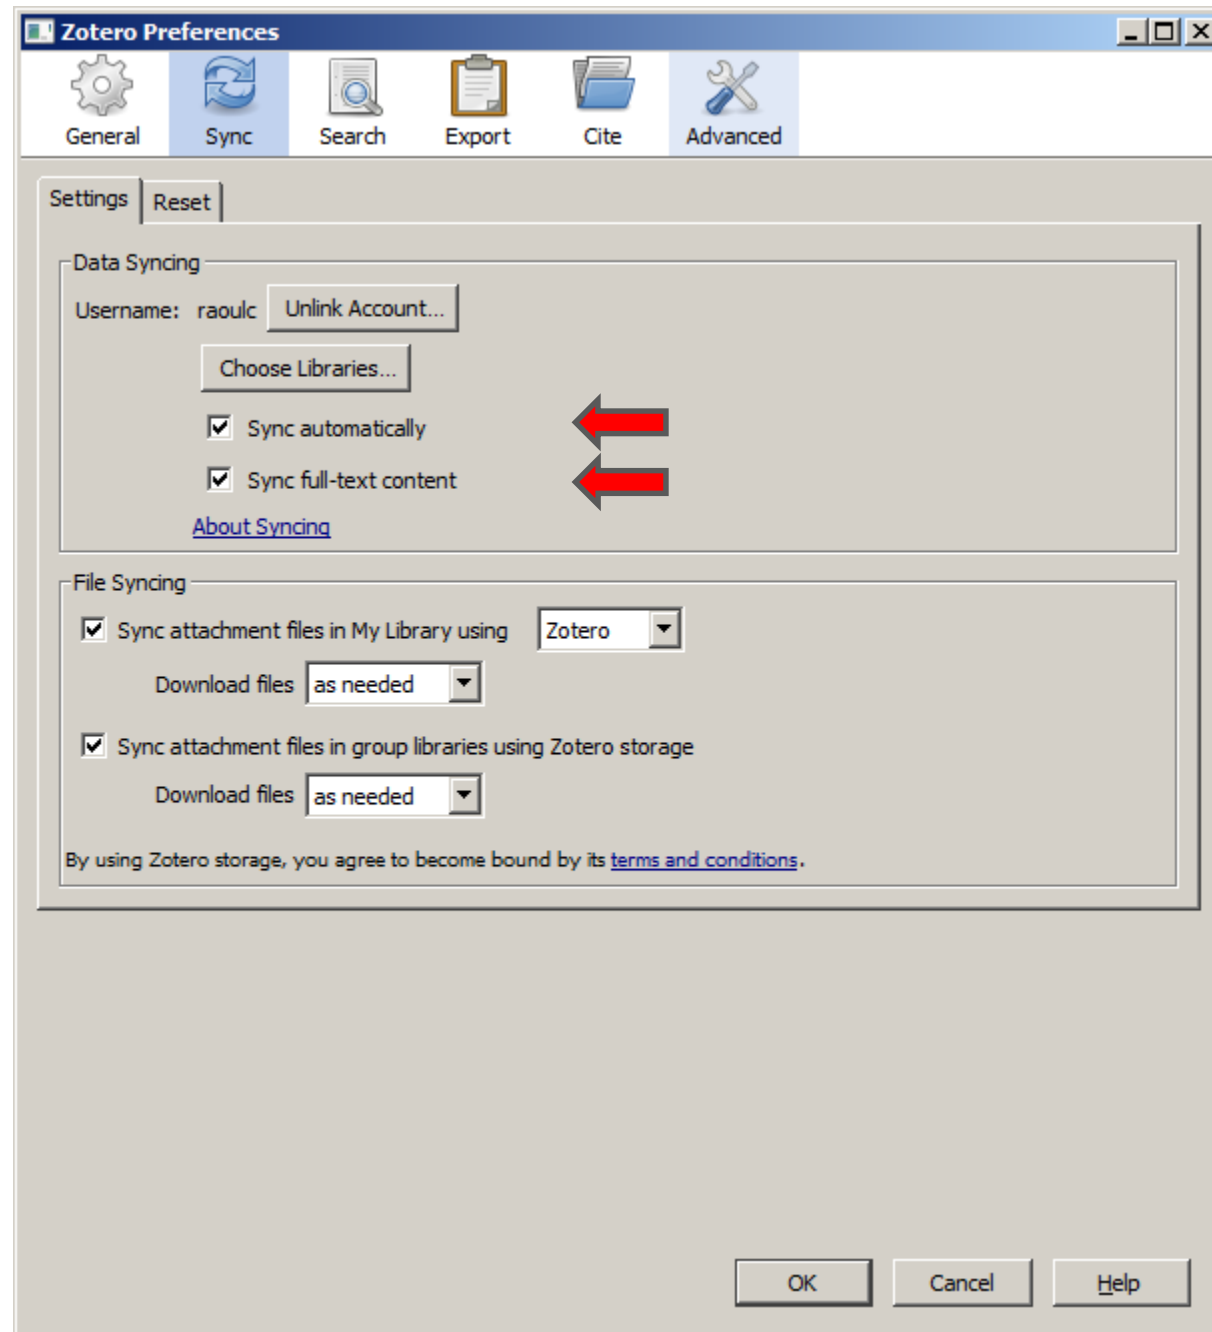 Zotero Preferences
General Sync Search Export Cite Advanced
Settings Reset
Data Syncing
Username: raoulc Unlink Account...
Choose Libraries...
Sync automatically
Sync full-text content
About Syncing
File Syncing
Sync attachment files in My Library using Zotero
Download files as needed
Sync attachment files in group libraries using Zotero storage
Download files as needed
By using Zotero storage, you agree to become bound by its terms and conditions.
OK Cancel Help